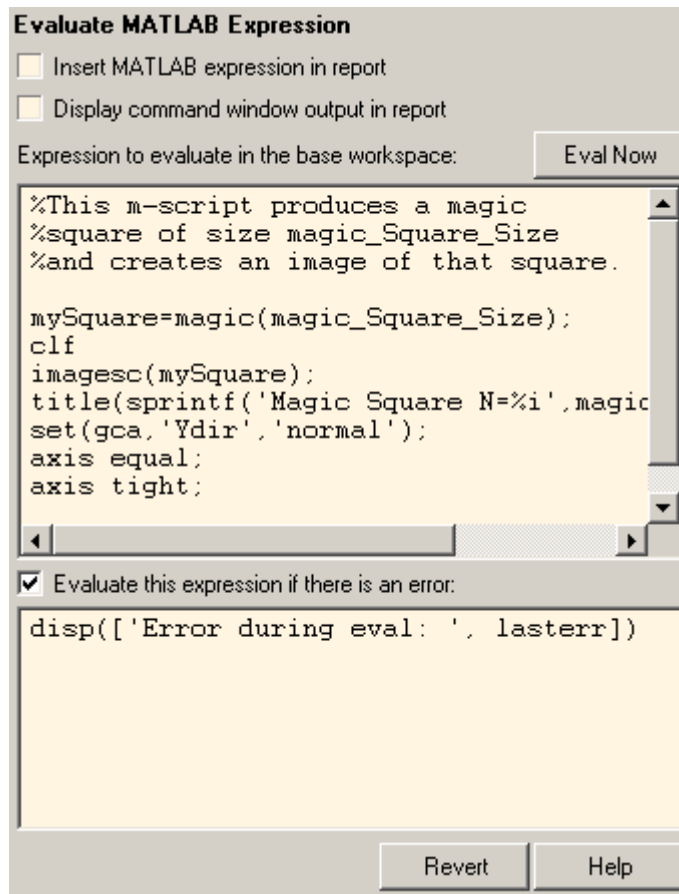 Evaluate MATLAB Expression
Insert MATLAB expression in report
Display command window output in report
Expression to evaluate in the base workspace: Eval Now
%This m-script produces a magic
%square of size magic_Square_Size
%and creates an image of that square.
mySquare=magic(magic_Square_Size);
clf
imagesc(mySquare);
title(sprintf('Magic Square N=%i',magic
set(gca,'Ydir','normal');
axis equal;
axis tight;
Evaluate this expression if there is an error:
disp(['Error during eval: ', lasterr])
Revert Help